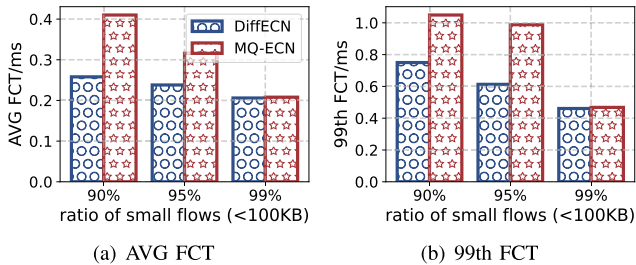 0.4
0.3
0.2
0.1
0.0
AVG FCT/ms
DiffECN
MQ-ECN
90%
95%
99%
ratio of small flows (<100KB)
(a) AVG FCT
1.0
0.8
0.6
0.4
0.2
0.0
99th FCT/ms
90%
95%
99%
ratio of small flows (<100KB)
(b) 99th FCT